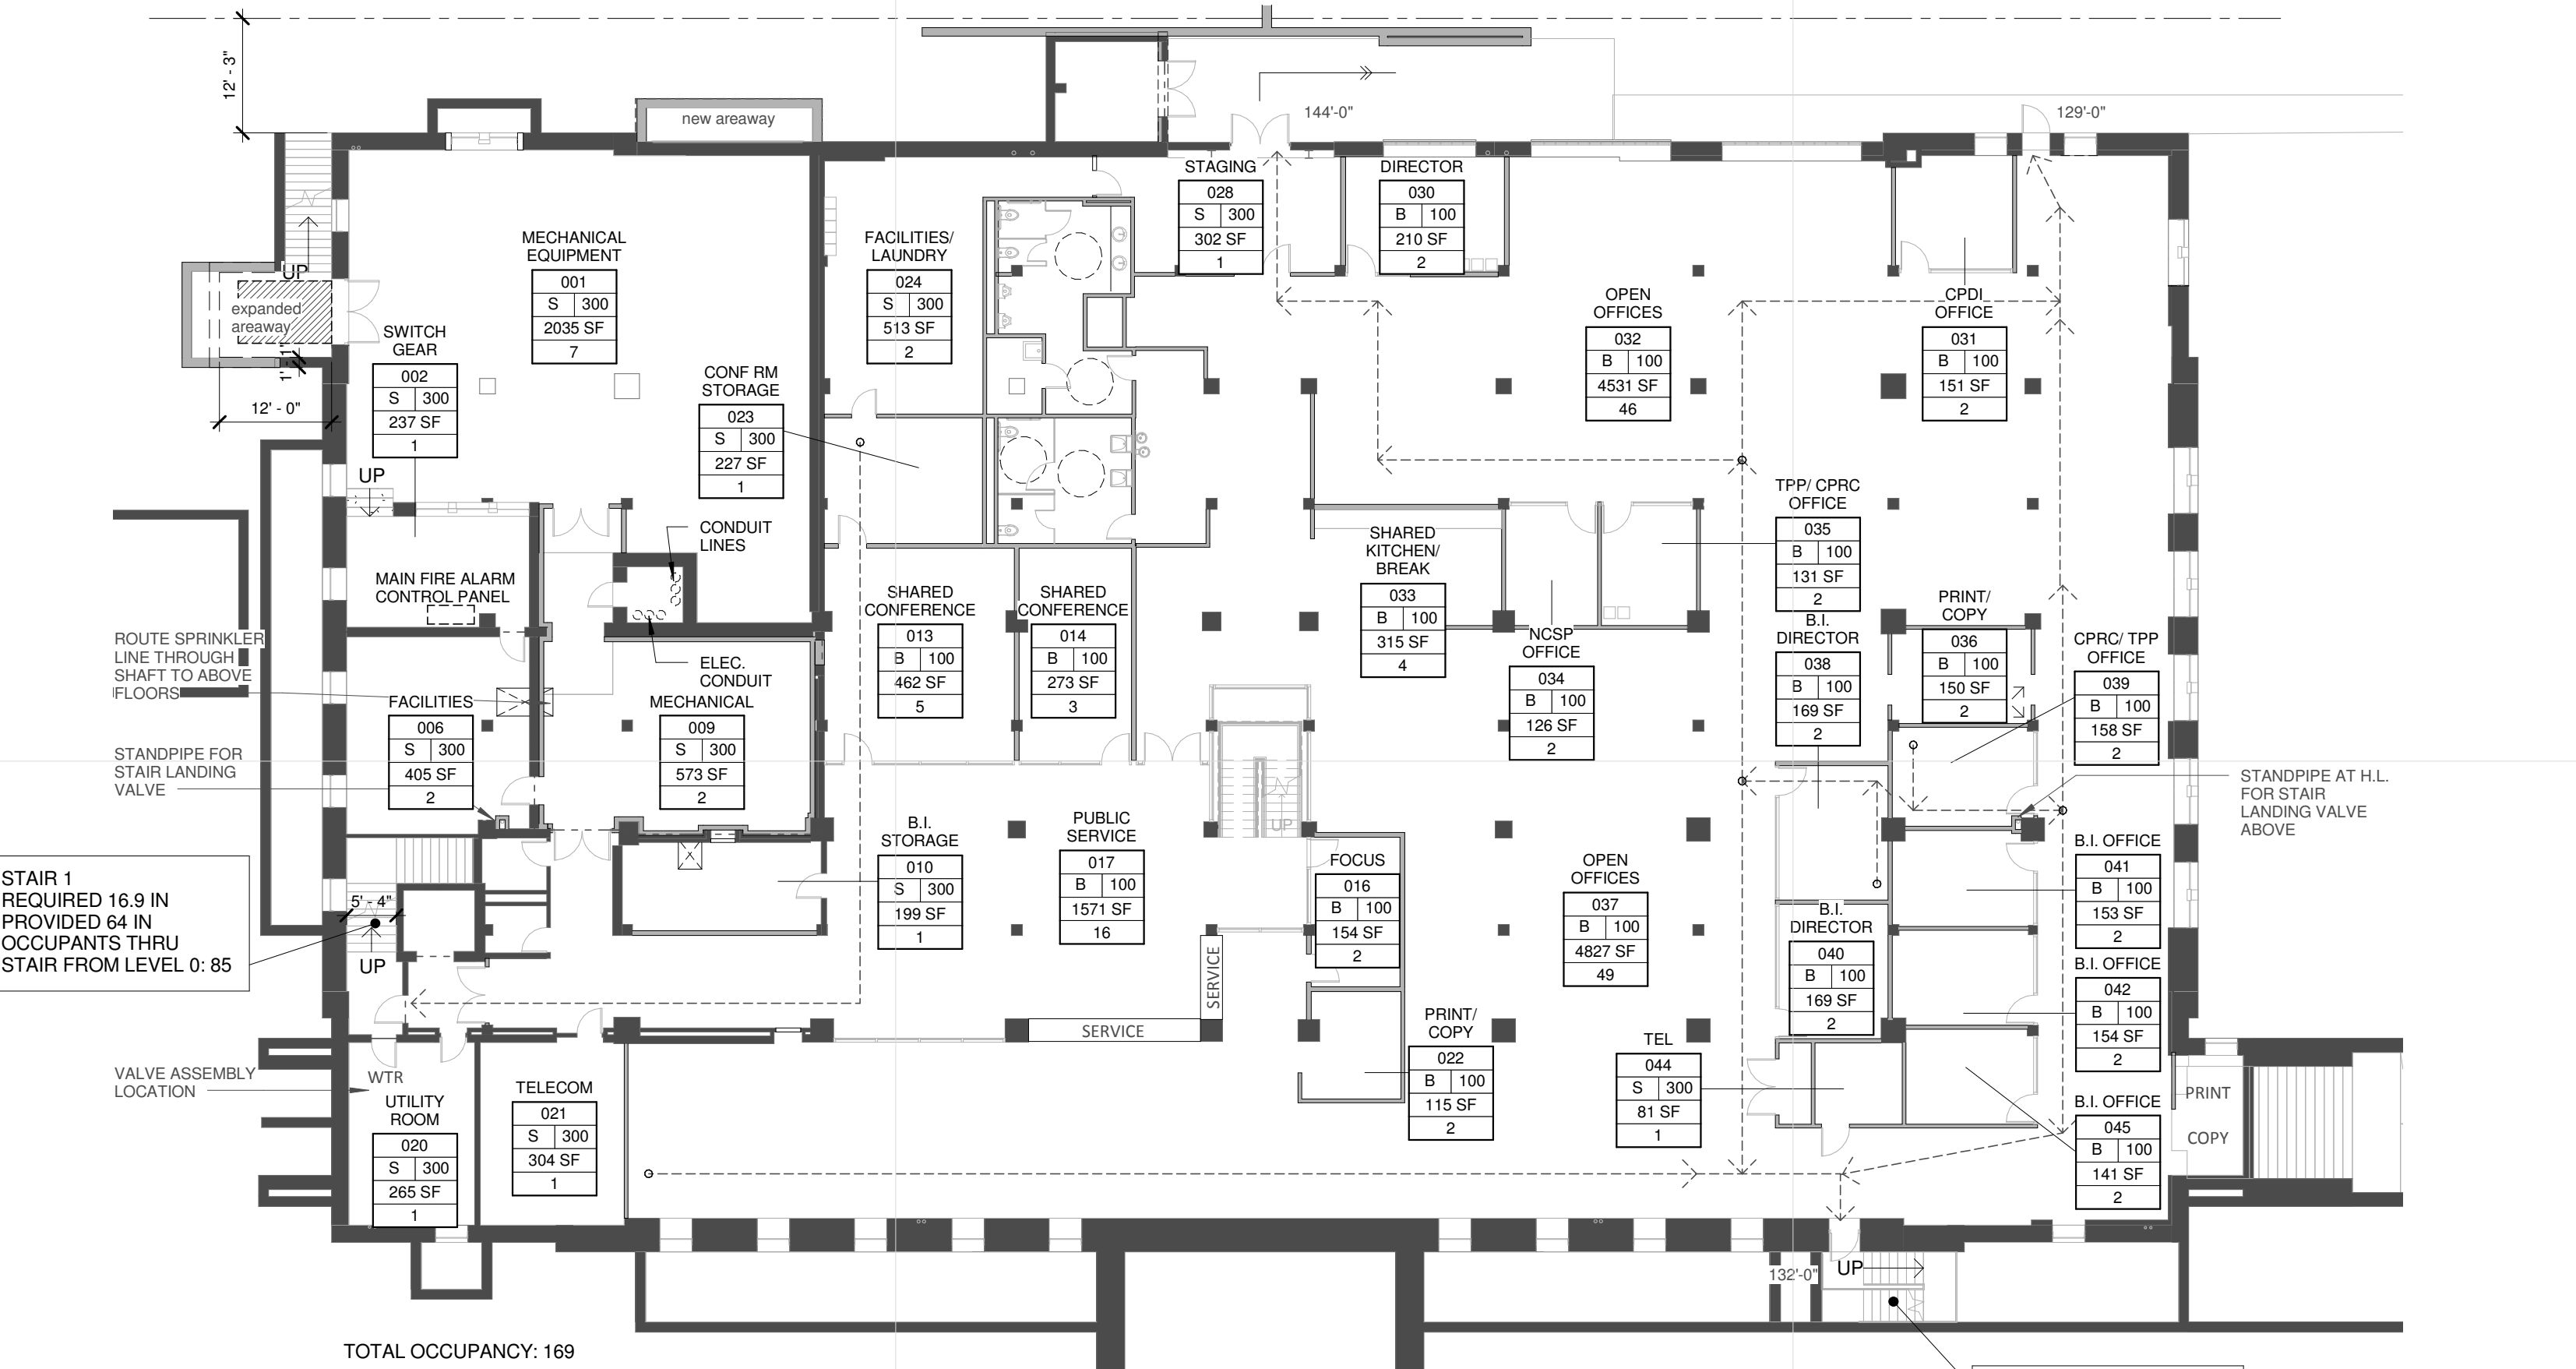 12' - 3"
new areaway
144'-0"
129'-0"
UP
expanded
areaway
1' - 1"
12' - 0"
MECHANICAL
EQUIPMENT
001
S 300
2035 SF
7
SWITCH
GEAR
002
S 300
237 SF
1
UP
FACILITIES/
LAUNDRY
024
S 300
513 SF
2
CONF RM
STORAGE
023
S 300
227 SF
1
STAGING
028
S 300
302 SF
1
DIRECTOR
030
B 100
210 SF
2
OPEN
OFFICES
032
B 100
4531 SF
46
CPDI
OFFICE
031
B 100
151 SF
2
CONDUIT
LINES
MAIN FIRE ALARM
CONTROL PANEL
ELEC.
CONDUIT
ROUTE SPRINKLER
LINE THROUGH
SHAFT TO ABOVE
FLOORS
FACILITIES
006
S 300
405 SF
2
MECHANICAL
009
S 300
573 SF
2
SHARED
CONFERENCE
013
B 100
462 SF
5
SHARED
CONFERENCE
014
B 100
273 SF
3
SHARED
KITCHEN/
BREAK
033
B 100
315 SF
4
NCSP
OFFICE
034
B 100
126 SF
2
TPP/ CPRC
OFFICE
035
B 100
131 SF
2
B.I.
DIRECTOR
038
B 100
169 SF
2
PRINT/
COPY
036
B 100
150 SF
2
CPRC/ TPP
OFFICE
039
B 100
158 SF
2
STANDPIPE FOR
STAIR LANDING
VALVE
STANDPIPE AT H.L.
FOR STAIR
LANDING VALVE
ABOVE
STAIR 1
REQUIRED 16.9 IN
PROVIDED 64 IN
OCCUPANTS THRU
STAIR FROM LEVEL 0: 85
5' - 4"
UP
B.I.
STORAGE
010
S 300
199 SF
1
PUBLIC
SERVICE
017
B 100
1571 SF
16
UP
FOCUS
016
B 100
154 SF
2
SERVICE
SERVICE
OPEN
OFFICES
037
B 100
4827 SF
49
B.I.
DIRECTOR
040
B 100
169 SF
2
B.I. OFFICE
041
B 100
153 SF
2
B.I. OFFICE
042
B 100
154 SF
2
B.I. OFFICE
045
B 100
141 SF
2
PRINT
COPY
PRINT/
COPY
022
B 100
115 SF
2
TEL
044
S 300
81 SF
1
VALVE ASSEMBLY
LOCATION
WTR
UTILITY
ROOM
020
S 300
265 SF
1
TELECOM
021
S 300
304 SF
1
132'-0"
UP
TOTAL OCCUPANCY: 169